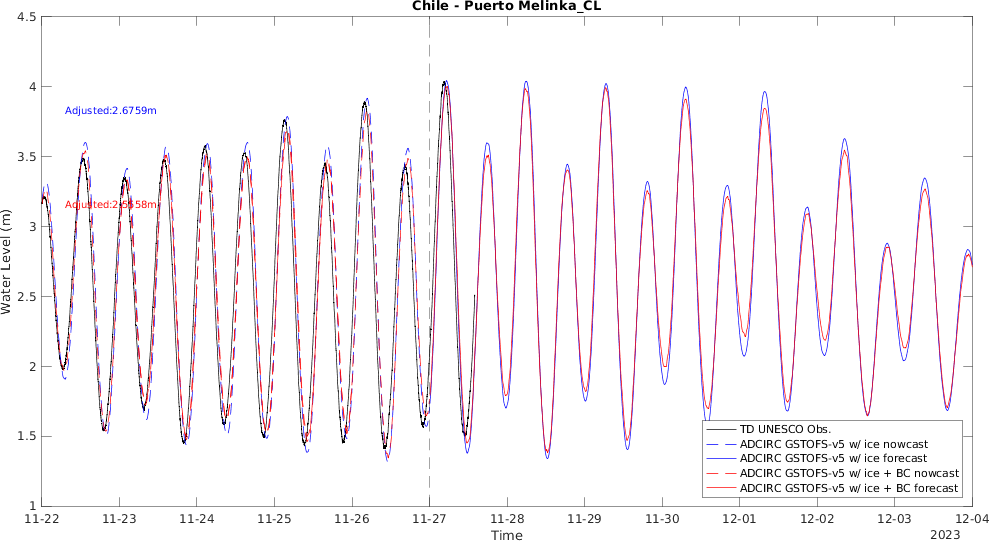 Chile - Puerto Melinka_CL
4.5
4
3.5
3
2.5
2
1.5
1
Water Level (m)
Adjusted:2.6759m
Adjusted:2.5558m
TD UNESCO Obs.
ADCIRC GSTOFS-v5 w/ ice nowcast
ADCIRC GSTOFS-v5 w/ ice forecast
ADCIRC GSTOFS-v5 w/ ice + BC nowcast
ADCIRC GSTOFS-v5 w/ ice + BC forecast
11-22 11-23 11-24 11-25 11-26 11-27 11-28 11-29 11-30 12-01 12-02 12-03 12-04
Time
2023